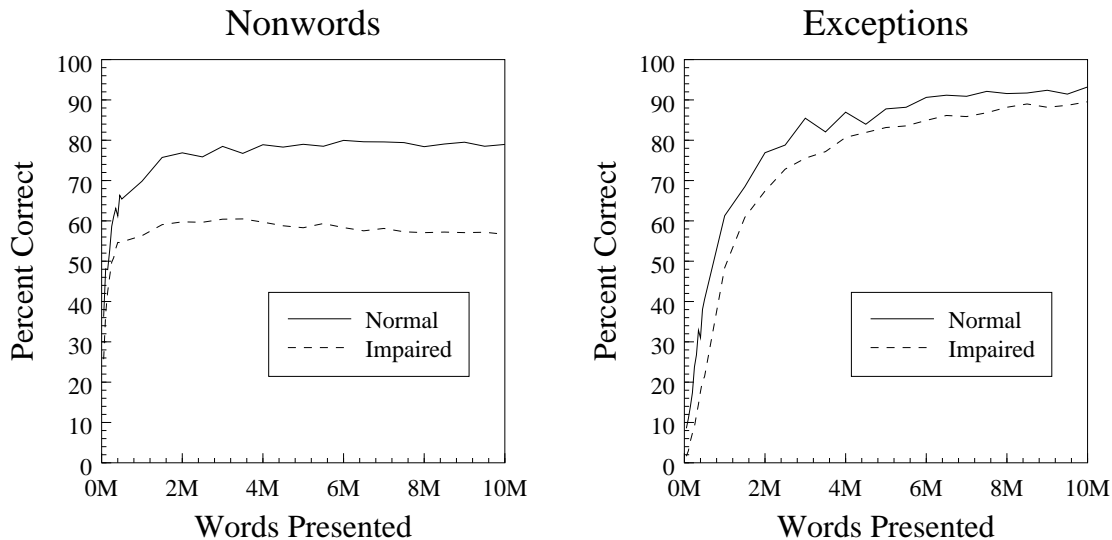 Nonwords
Percent Correct
100
90
80
70
60
50
40
30
20
10
0
Normal
Impaired
0M 2M 4M 6M 8M 10M
Words Presented
Exceptions
Percent Correct
100
90
80
70
60
50
40
30
20
10
0
Normal
Impaired
0M 2M 4M 6M 8M 10M
Words Presented